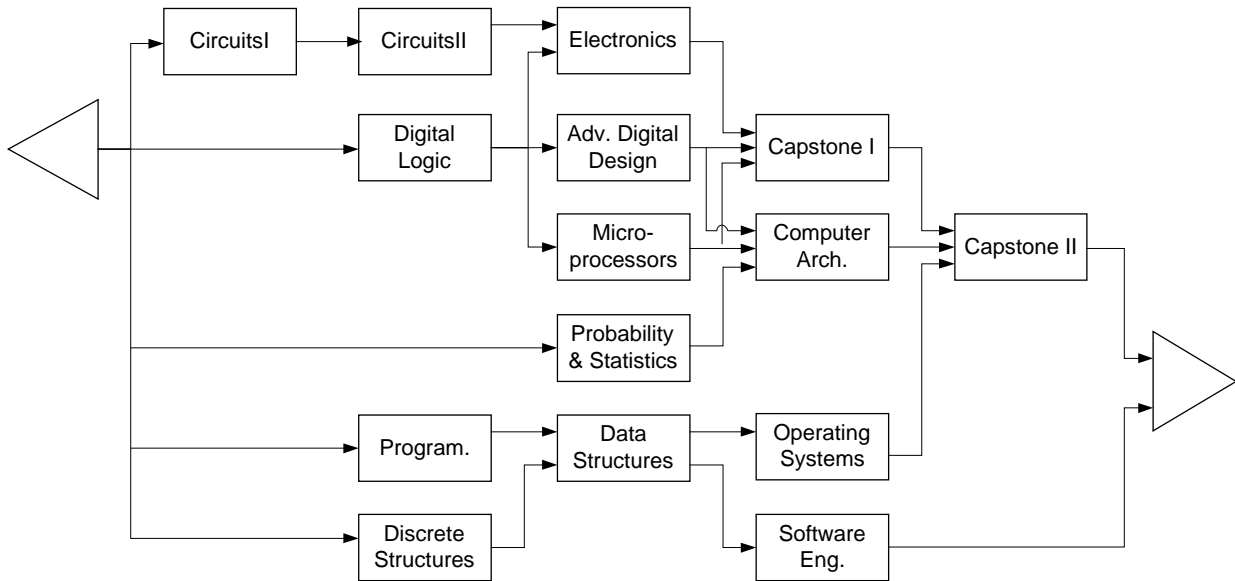 CircuitsI
CircuitsII
Electronics
Digital
Logic
Adv. Digital
Design
Capstone I
Micro-
processors
Computer
Arch.
Capstone II
Probability
& Statistics
Program.
Data
Structures
Operating
Systems
Discrete
Structures
Software
Eng.